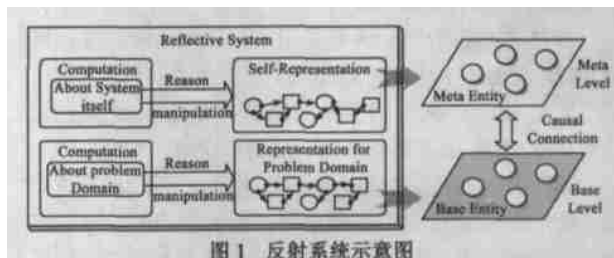 Reflective System
Computation
About System
itself
Reason
manipulation
Self-Representation
Computation
About problem
Domain
Reason
manipulation
Representation for
Problem Domain
Meta Entity
Meta
Level
Causal
Connection
Base Entity
Base
Level
图 1 反射系统示意图